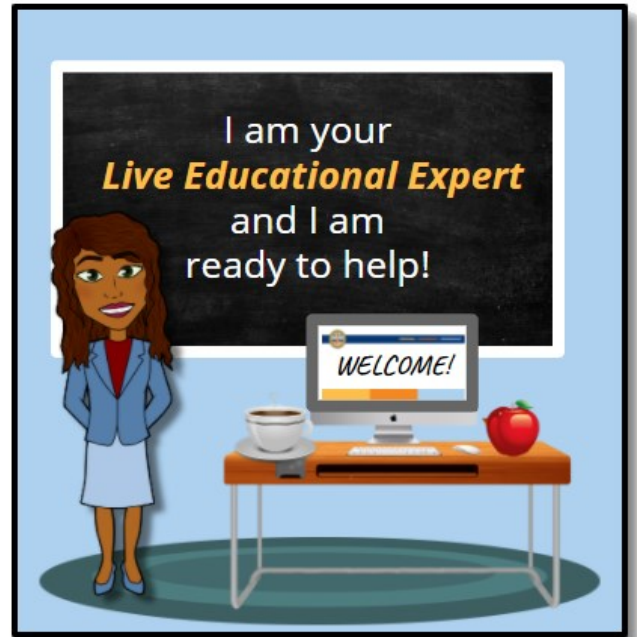 I am your
Live Educational Expert
and I am
ready to help!
WELCOME!